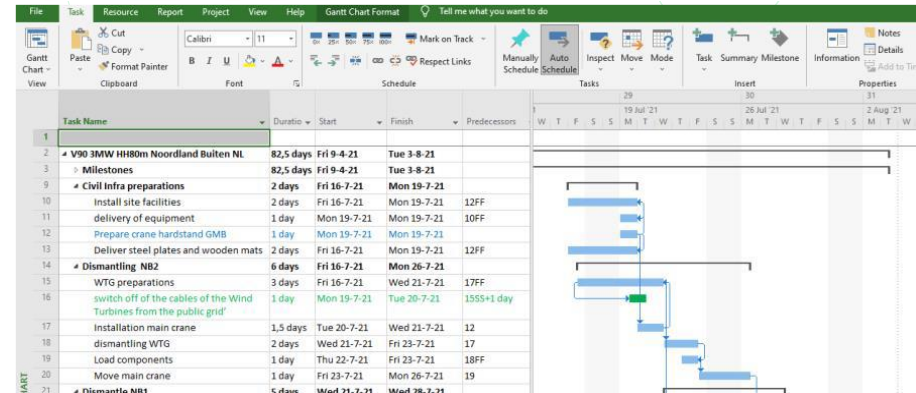 File Task Resource Report Project View Help Gantt Chart Format Tell me what you want to do
Cut
Copy
Format Painter
Paste
Gantt Chart
View
Clipboard
Calibri 11
B I U A
Font
0% 25% 50% 75% 100%
Mark on Track
Respect Links
Schedule
Manually Schedule
Auto Schedule
Inspect Move Mode
Tasks
Task Summary Milestone
Insert
Information
Notes
Details
Add to Ti
Properties
29 30 31
19 Jul '21 26 Jul '21 2 Aug '21
Task Name Duratio Start Finish Predecessors W T F S S M T W T F S S M T W T F S S M T W
1
2 V90 3MW HH80m Noordland Buiten NL 82,5 days Fri 9-4-21 Tue 3-8-21
3 Milestones 82,5 days Fri 9-4-21 Tue 3-8-21
9 Civil Infra preparations 2 days Fri 16-7-21 Mon 19-7-21
10 Install site facilities 2 days Fri 16-7-21 Mon 19-7-21 12FF
11 delivery of equipment 1 day Mon 19-7-21 Mon 19-7-21 10FF
12 Prepare crane hardstand GMB 1 day Mon 19-7-21 Mon 19-7-21
13 Deliver steel plates and wooden mats 2 days Fri 16-7-21 Mon 19-7-21 12FF
14 Dismantling NB2 6 days Fri 16-7-21 Mon 26-7-21
15 WTG preparations 3 days Fri 16-7-21 Wed 21-7-21 17FF
16 switch off of the cables of the Wind 1 day Mon 19-7-21 Tue 20-7-21 15SS+1 day
Turbines from the public grid'
17 Installation main crane 1,5 days Tue 20-7-21 Wed 21-7-21 12
18 dismantling WTG 2 days Wed 21-7-21 Fri 23-7-21 17
19 Load components 1 day Thu 22-7-21 Fri 23-7-21 18FF
20 Move main crane 1 day Fri 23-7-21 Mon 26-7-21 19
21 Dismantle NB1 5 days Wed 21-7-21 Wed 28-7-21
HART